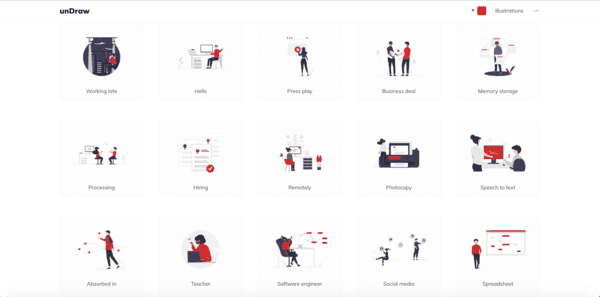 unDraw
Illustrations
Working late
Hello
Press play
Business deal
Memory storage
Processing
Hiring
Remotely
Photocopy
Speech to text
Absorbed in
Teacher
Software engineer
Social media
Spreadsheet